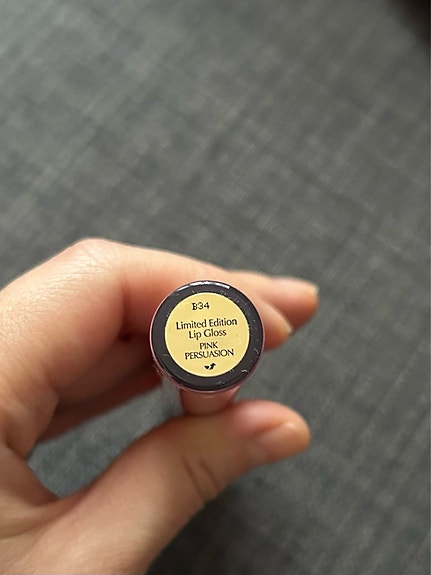 B34
Limited Edition
Lip Gloss
PINK
PERSUASION